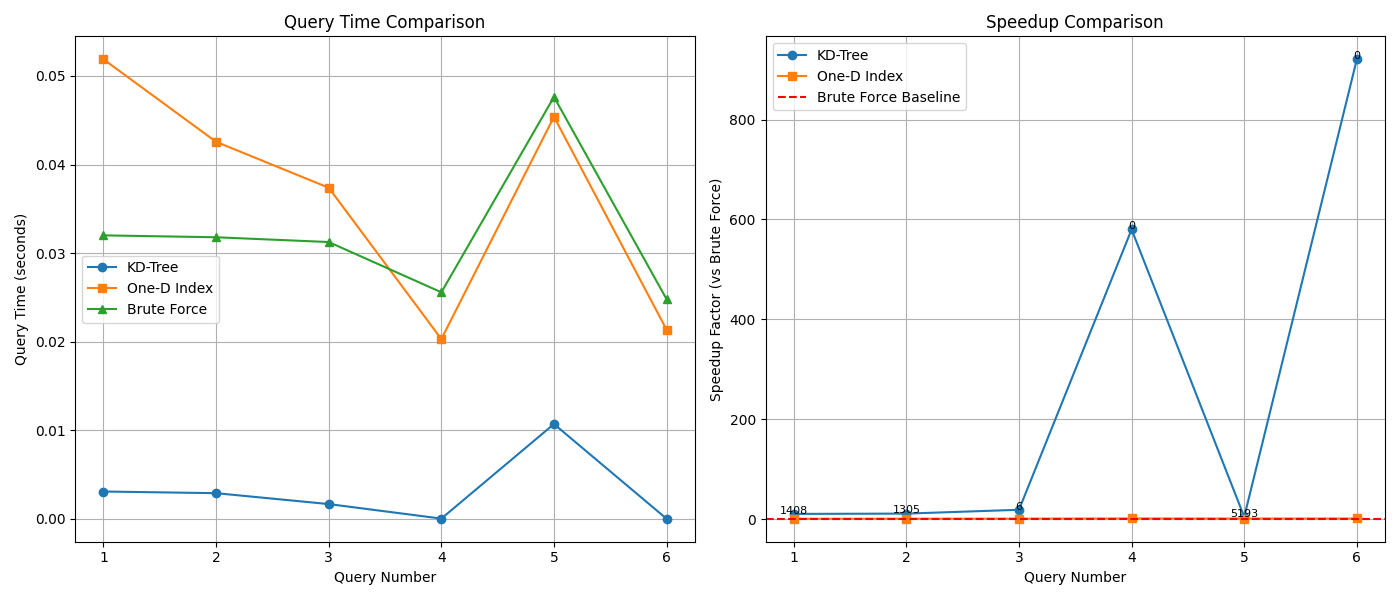 Query Time Comparison
Query Time (seconds)
0.05
0.04
0.03
0.02
0.01
0.00
KD-Tree
One-D Index
Brute Force
1 2 3 4 5 6
Query Number
Speedup Comparison
Speedup Factor (vs Brute Force)
800
600
400
200
0
KD-Tree
One-D Index
Brute Force Baseline
1408
1305
0
5193
0
1 2 3 4 5 6
Query Number